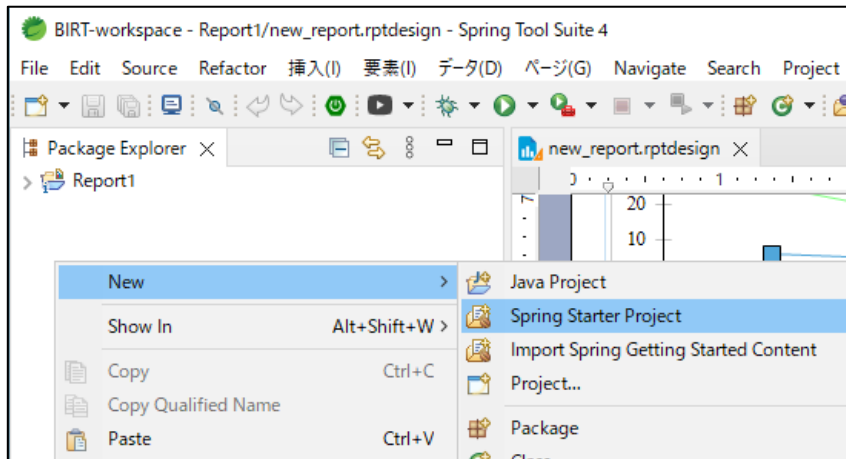 BIRT-workspace - Report1/new_report.rptdesign - Spring Tool Suite 4
File Edit Source Refactor 挿入(I) 要素(I) データ(D) ページ(G) Navigate Search Project
Package Explorer
new_report.rptdesign
Report1
0 1
20
10
New
Show In Alt+Shift+W >
Copy Ctrl+C
Copy Qualified Name
Paste Ctrl+V
Java Project
Spring Starter Project
Import Spring Getting Started Content
Project...
Package